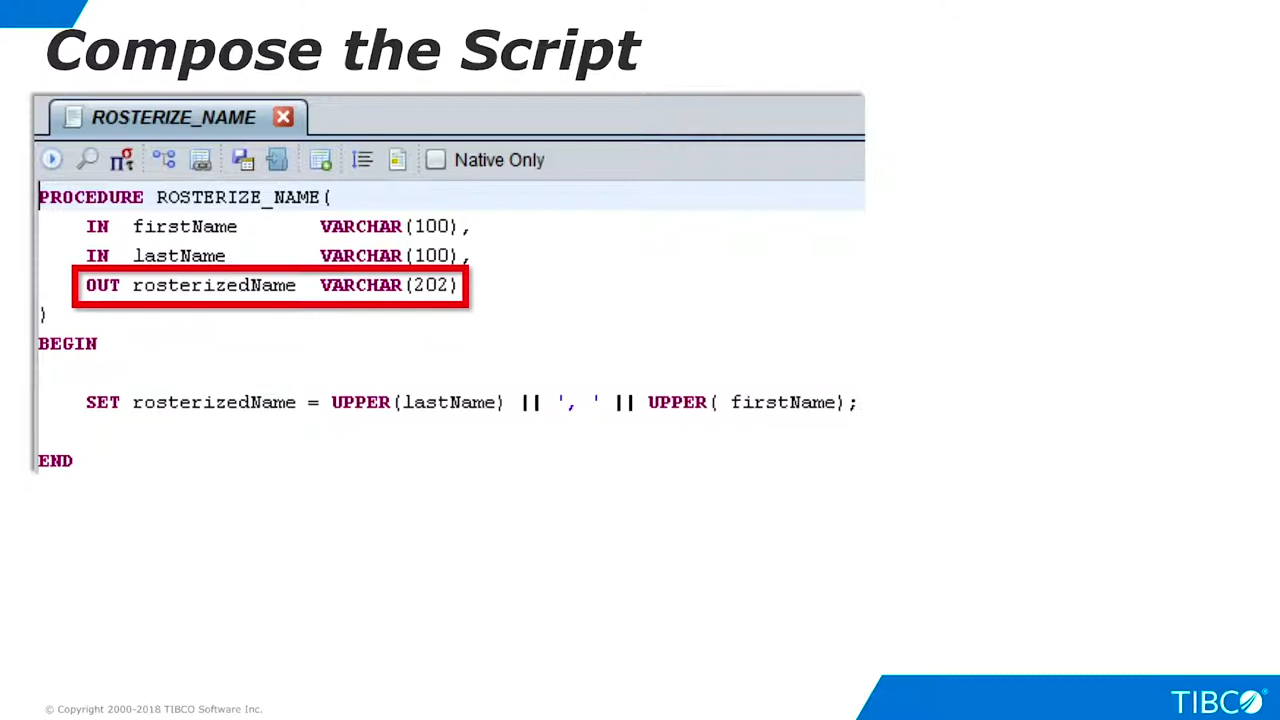 Compose the Script
ROSTERIZE_NAME
Πσ τ Native Only
PROCEDURE ROSTERIZE_NAME(
IN firstName VARCHAR(100),
IN lastName VARCHAR(100),
OUT rosterizedName VARCHAR(202)
)
BEGIN
SET rosterizedName = UPPER(lastName) || ', ' || UPPER( firstName);
END
© Copyright 2000-2018 TIBCO Software Inc.
TIBCO®